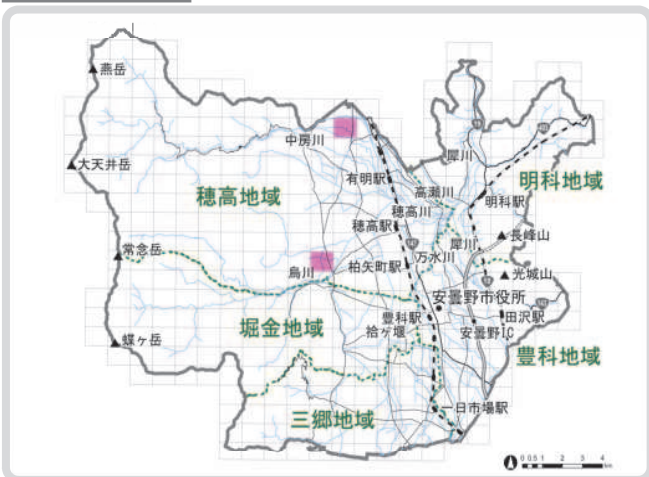 燕岳
大天井岳
常念岳
蝶ヶ岳
中房川
有明駅
穂高地域
高瀬川
穂高川
穂高駅
犀川
明科地域
明科駅
長峰山
犀川
万水川
柏矢町駅
烏川
光城山
安曇野市役所
田沢駅
豊科駅
拾ヶ堰
安曇野IC
堀金地域
豊科地域
三郷地域
一日市場駅
0 0.5 1 2 3 4
km